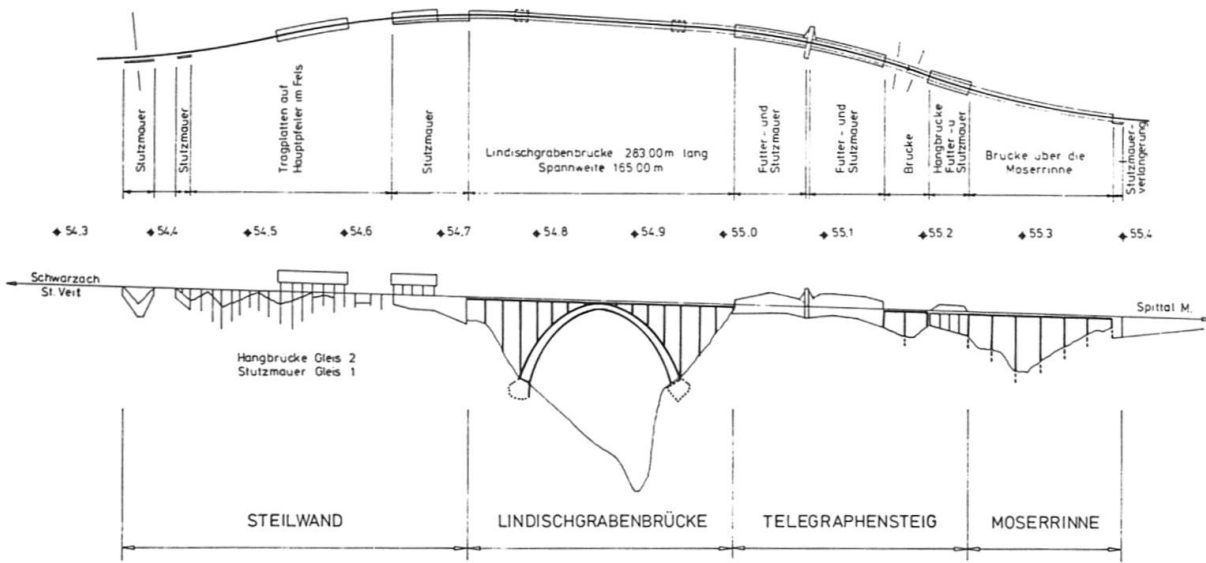 Stutzmauer
Stutzmauer
Tragplatten auf
Hauptpfeiler im Fels
Stutzmauer
Lindischgrabenbrucke 283.00m lang
Spannweite 165.00 m
Futter- und
Stutzmauer
Futter- und
Stutzmauer
Brucke
Hangbrucke
Futter- u
Stutzmauer
Brucke uber die
Moserrinne
Stutzmauer-
verlangerung
54,3
54,4
54,5
54,6
54,7
54,8
54,9
55,0
55,1
55,2
55,3
55,4
Schwarzach
St. Veit
Spittal M.
Hangbrucke Gleis 2
Stutzmauer Gleis 1
STEILWAND
LINDISCHGRABENBRÜCKE
TELEGRAPHENSTEIG
MOSERRINNE